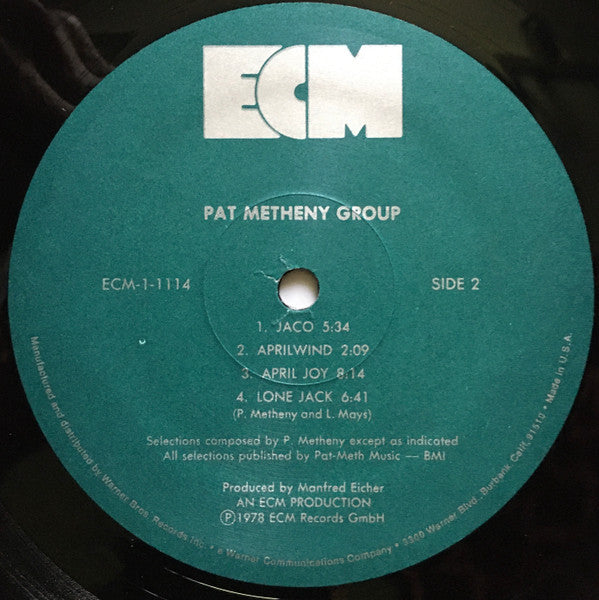 ECM
PAT METHENY GROUP
ECM-1-1114
SIDE 2
1. JACO 5:34
2. APRILWIND 2:09
3. APRIL JOY 8:14
4. LONE JACK 6:41
(P. Metheny and L. Mays)
Selections composed by P. Metheny except as indicated
All selections published by Pat-Meth Music — BMI
Produced by Manfred Eicher
AN ECM PRODUCTION
Ⓟ1978 ECM Records GmbH
Manufactured and distributed by Warner Bros. Records Inc. • a Warner Communications Company • 3300 Warner Blvd., Burbank, Calif. 91510 • Made in U.S.A.